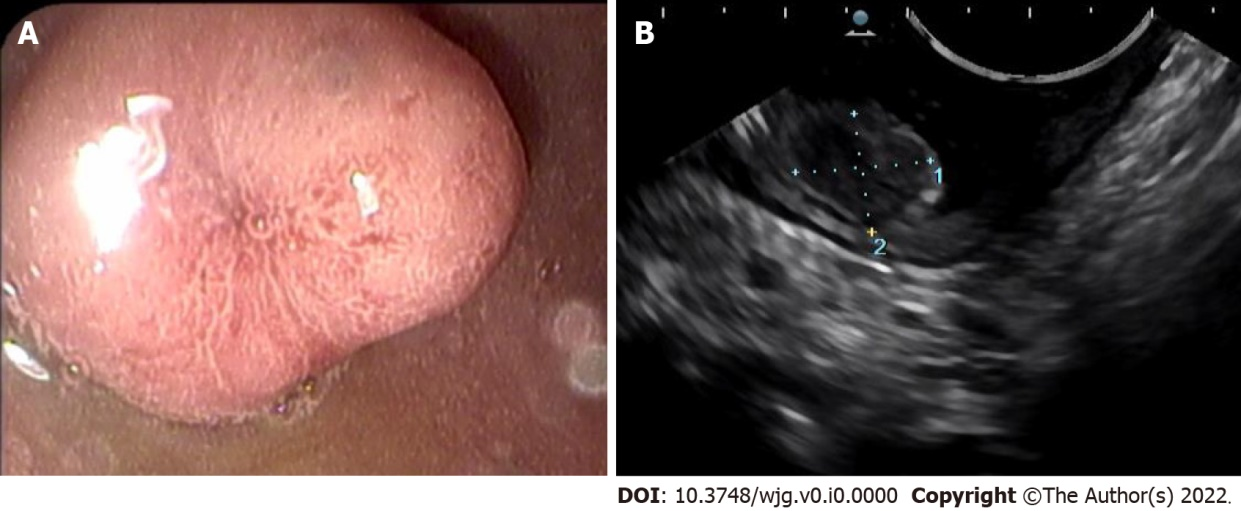 A
B
1
2
DOI: 10.3748/wjg.v0.i0.0000 Copyright ©The Author(s) 2022.